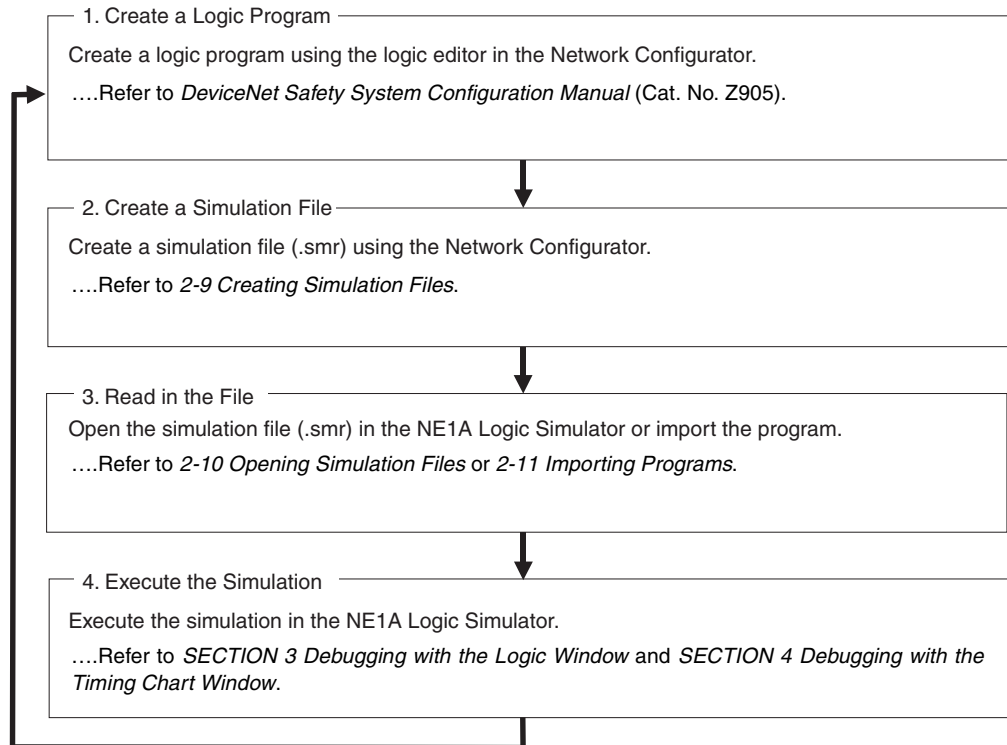 1. Create a Logic Program
Create a logic program using the logic editor in the Network Configurator.
….Refer to DeviceNet Safety System Configuration Manual (Cat. No. Z905).
2. Create a Simulation File
Create a simulation file (.smr) using the Network Configurator.
….Refer to 2-9 Creating Simulation Files.
3. Read in the File
Open the simulation file (.smr) in the NE1A Logic Simulator or import the program.
….Refer to 2-10 Opening Simulation Files or 2-11 Importing Programs.
4. Execute the Simulation
Execute the simulation in the NE1A Logic Simulator.
….Refer to SECTION 3 Debugging with the Logic Window and SECTION 4 Debugging with the
Timing Chart Window.